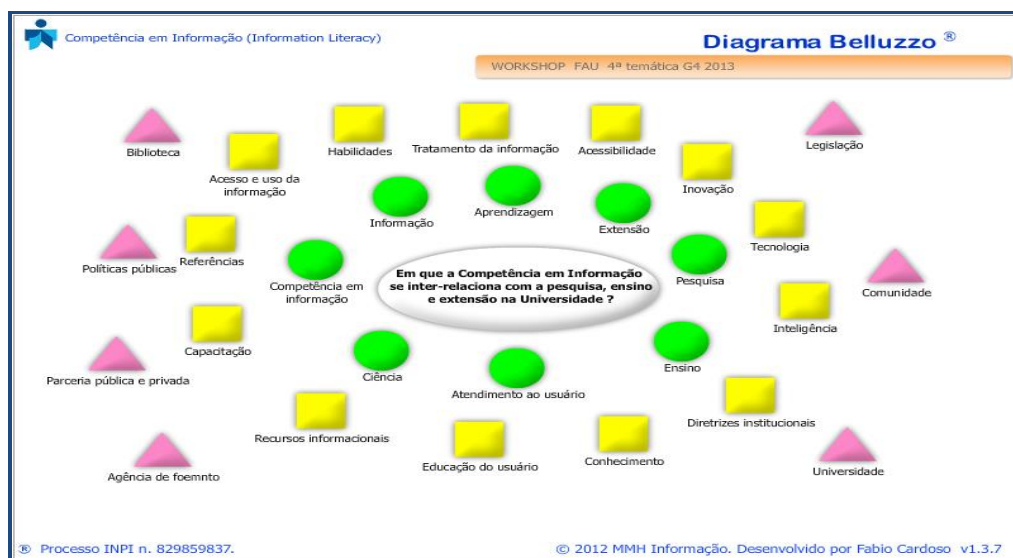 Competência em Informação (Information Literacy)
Diagrama Belluzzo ®
WORKSHOP FAU 4ª temática G4 2013
Biblioteca
Acesso e uso da
informação
Habilidades
Tratamento da informação
Acessibilidade
Inovação
Legislação
Informação
Aprendizagem
Extensão
Tecnologia
Políticas públicas
Referências
Competência em
informação
Em que a Competência em Informação
se inter-relaciona com a pesquisa, ensino
e extensão na Universidade ?
Pesquisa
Comunidade
Inteligência
Capacitação
Parceria pública e privada
Ciência
Atendimento ao usuário
Ensino
Diretrizes institucionais
Recursos informacionais
Educação do usuário
Conhecimento
Agência de foemnto
Universidade
® Processo INPI n. 829859837.
© 2012 MMH Informação. Desenvolvido por Fabio Cardoso v1.3.7